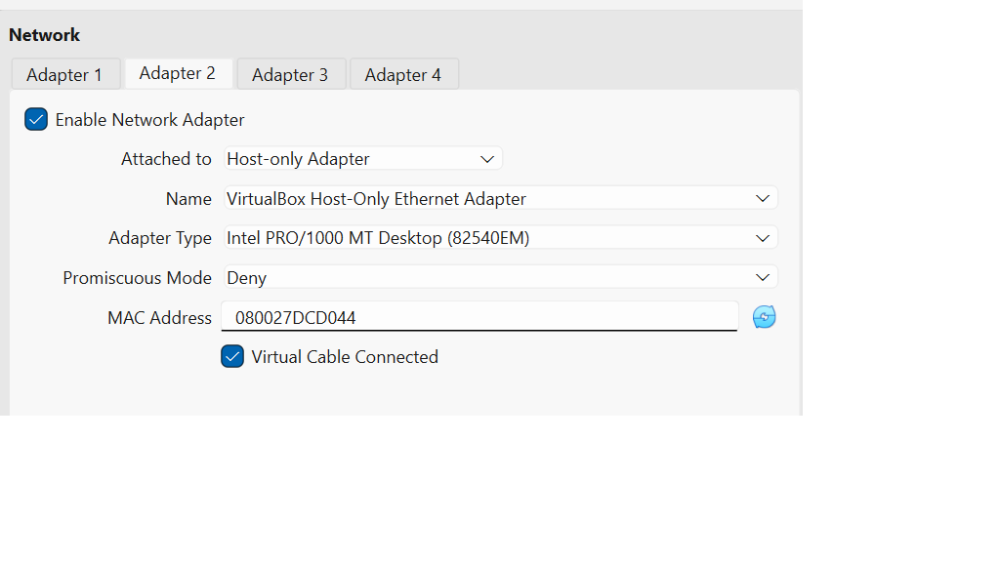 Network
Adapter 1 Adapter 2 Adapter 3 Adapter 4
Enable Network Adapter
Attached to Host-only Adapter
Name VirtualBox Host-Only Ethernet Adapter
Adapter Type Intel PRO/1000 MT Desktop (82540EM)
Promiscuous Mode Deny
MAC Address 080027DCD044
Virtual Cable Connected